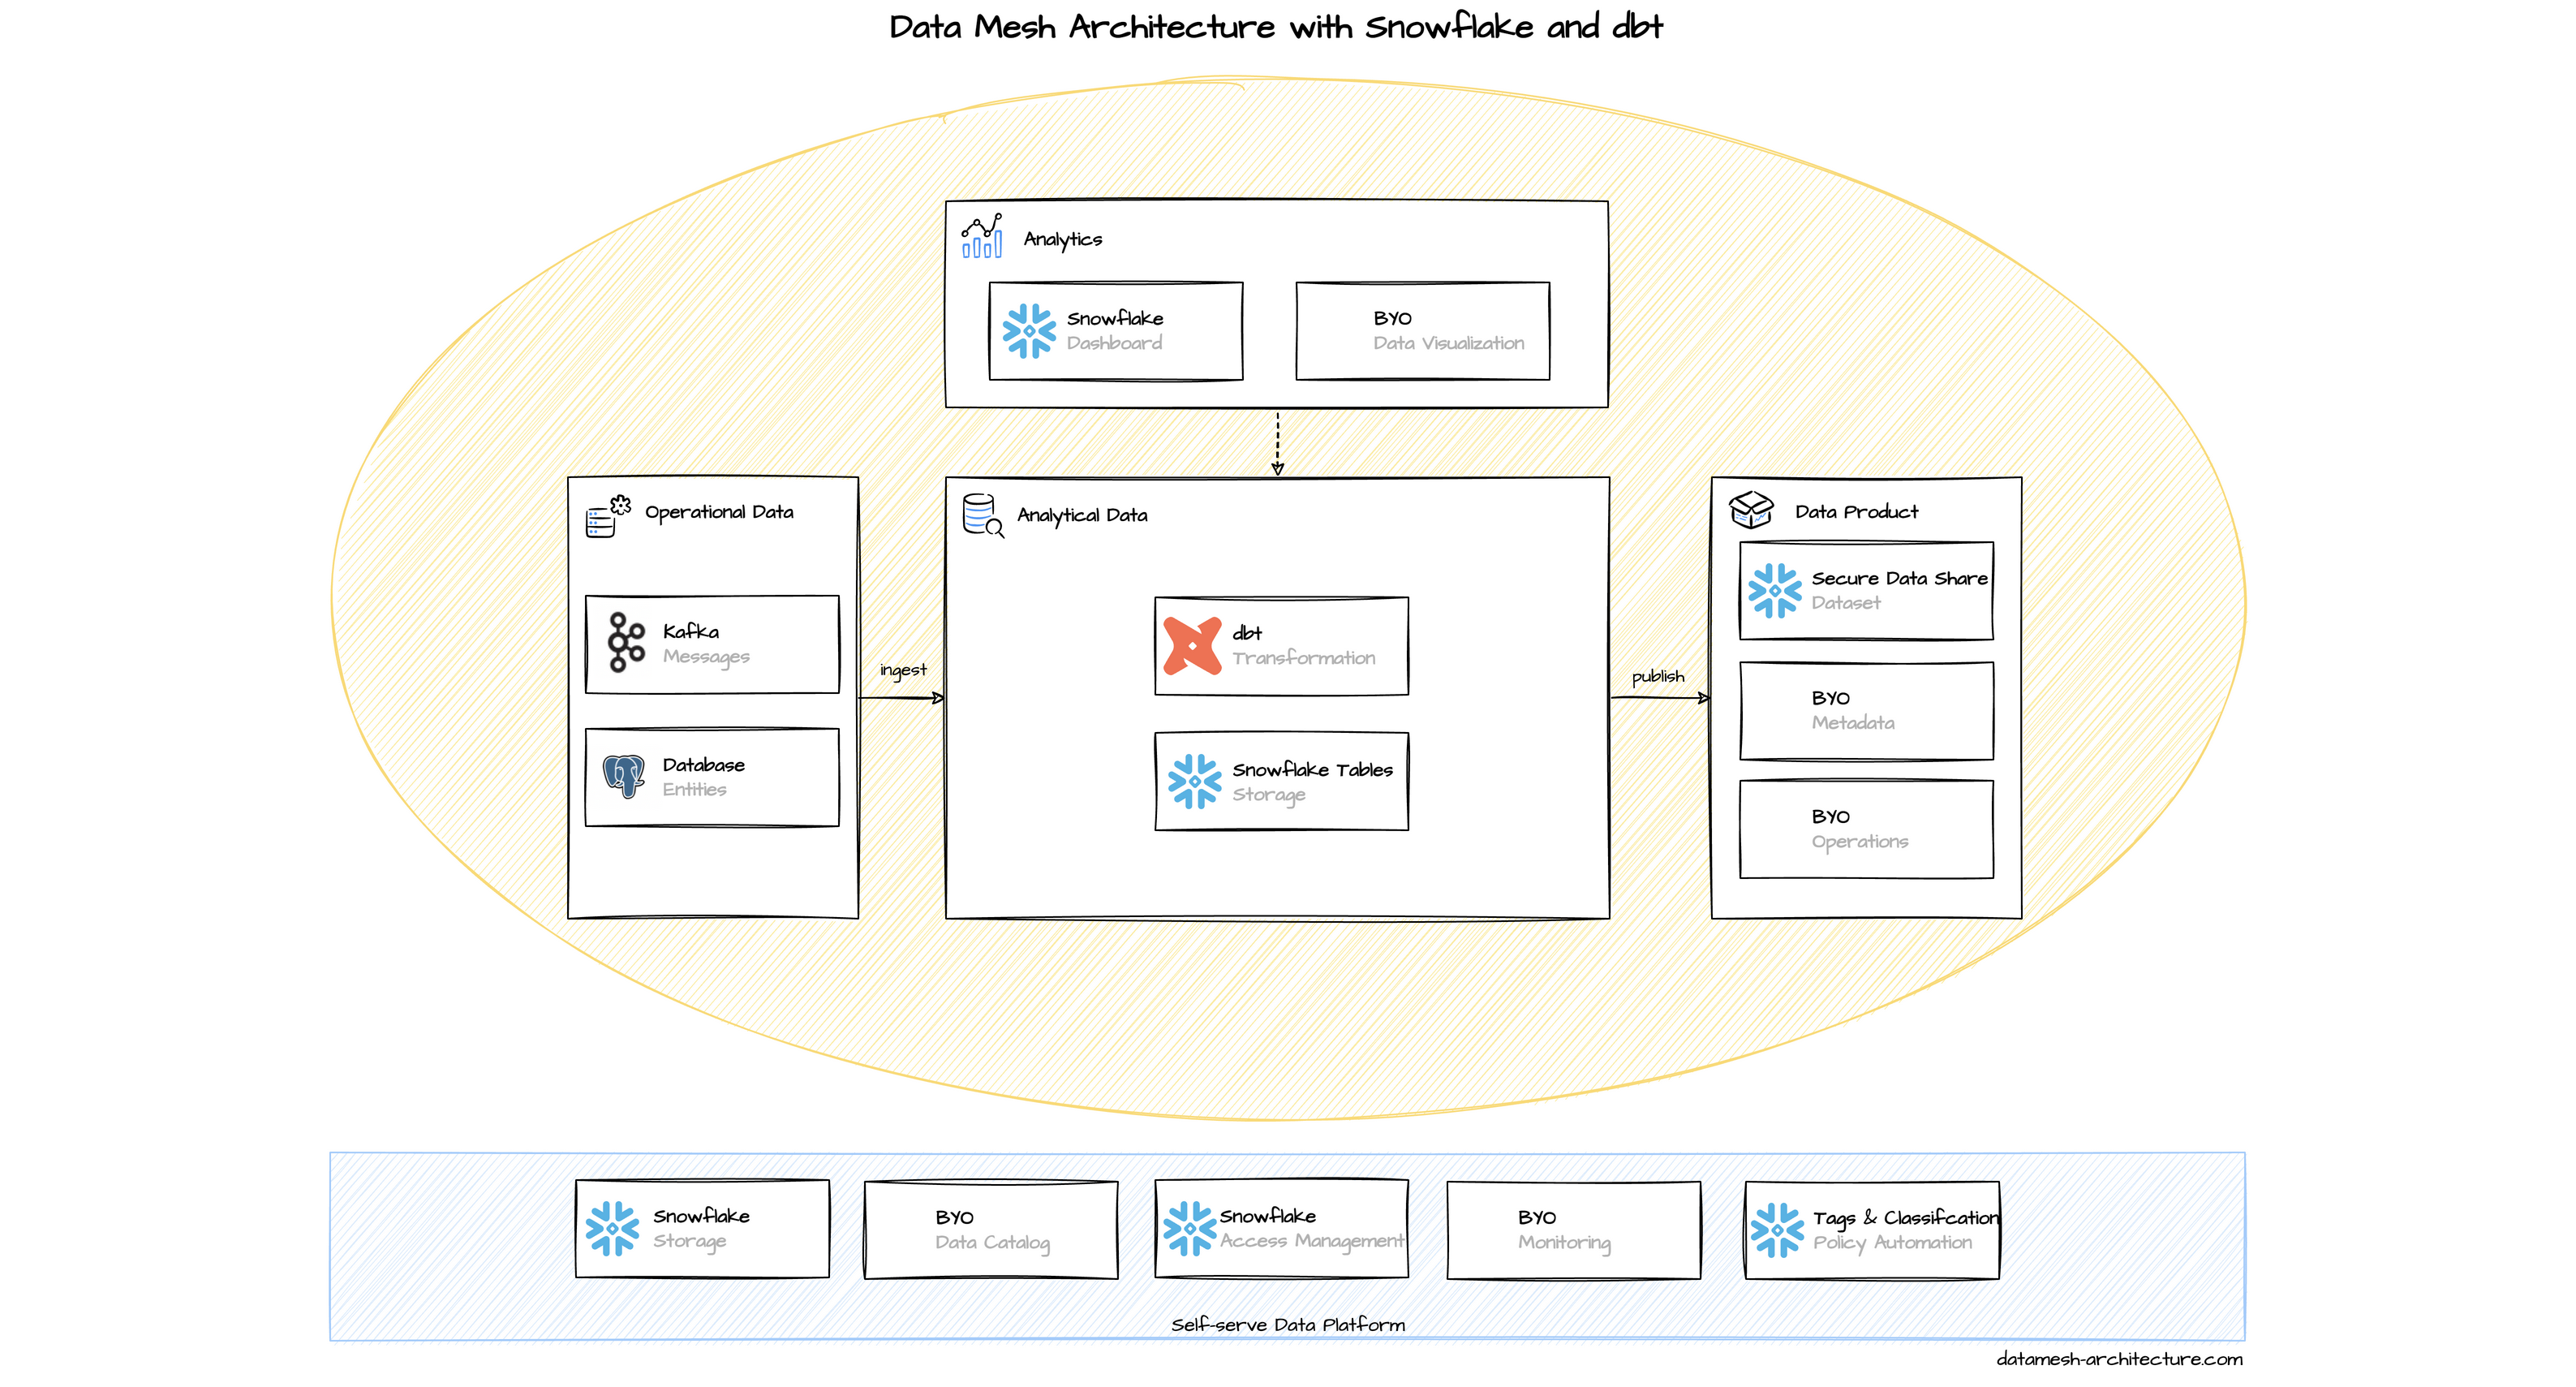 Data Mesh Architecture with Snowflake and dbt
Analytics
Snowflake
Dashboard
BYO
Data Visualization
Operational Data
Kafka
Messages
Database
Entities
ingest
Analytical Data
dbt
Transformation
Snowflake Tables
Storage
publish
Data Product
Secure Data Share
Dataset
BYO
Metadata
BYO
Operations
Snowflake
Storage
BYO
Data Catalog
Snowflake
Access Management
BYO
Monitoring
Tags & Classifcation
Policy Automation
Self-serve Data Platform
datamesh-architecture.com